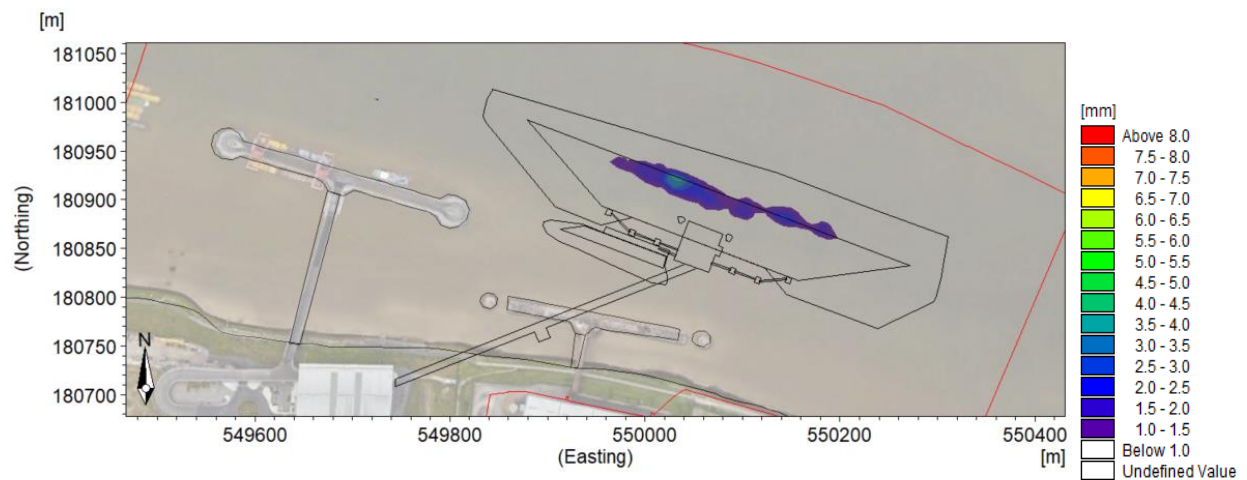 [m]
181050
181000
180950
180900
180850
180800
180750
180700
(Northing)
N
549600 549800 550000 550200 550400
(Easting) [m]
[mm]
Above 8.0
7.5 - 8.0
7.0 - 7.5
6.5 - 7.0
6.0 - 6.5
5.5 - 6.0
5.0 - 5.5
4.5 - 5.0
4.0 - 4.5
3.5 - 4.0
3.0 - 3.5
2.5 - 3.0
2.0 - 2.5
1.5 - 2.0
1.0 - 1.5
Below 1.0
Undefined Value